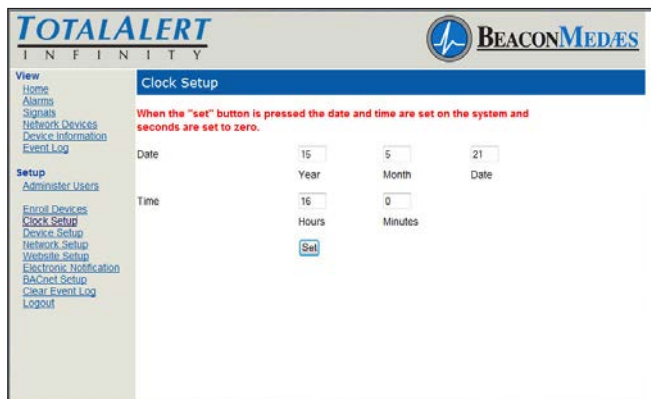 TOTALALERT
INFINITY
BEACONMEDÆS
View
Home
Alarms
Signals
Network Devices
Device Information
Event Log
Setup
Administer Users
Enroll Devices
Clock Setup
Device Setup
Network Setup
Website Setup
Electronic Notification
BACnet Setup
Clear Event Log
Logout
Clock Setup
When the "set" button is pressed the date and time are set on the system and
seconds are set to zero.
Date 15 5 21
Year Month Date
Time 16 0
Hours Minutes
Set